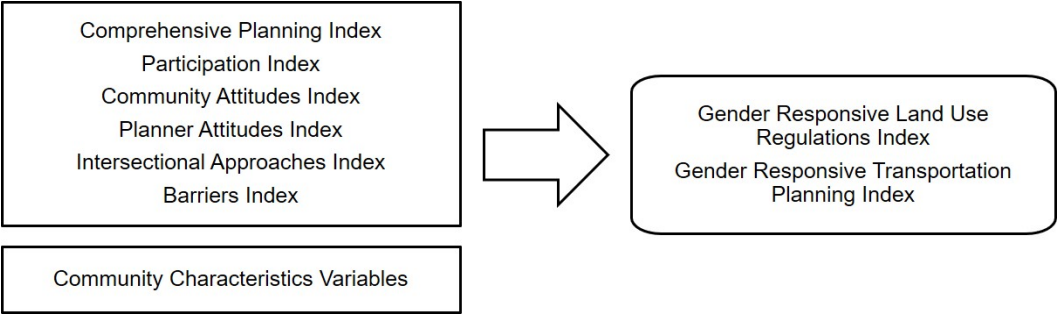 Comprehensive Planning Index
Participation Index
Community Attitudes Index
Planner Attitudes Index
Intersectional Approaches Index
Barriers Index
Community Characteristics Variables
Gender Responsive Land Use
Regulations Index
Gender Responsive Transportation
Planning Index